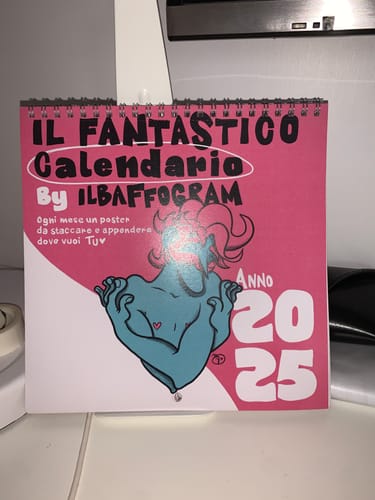 IL FANTASTICO
Calendario
By ILBAFFOGRAM
Ogni mese un poster
da staccare e appendere
dove vuoi TU♥
ANNO
20
25